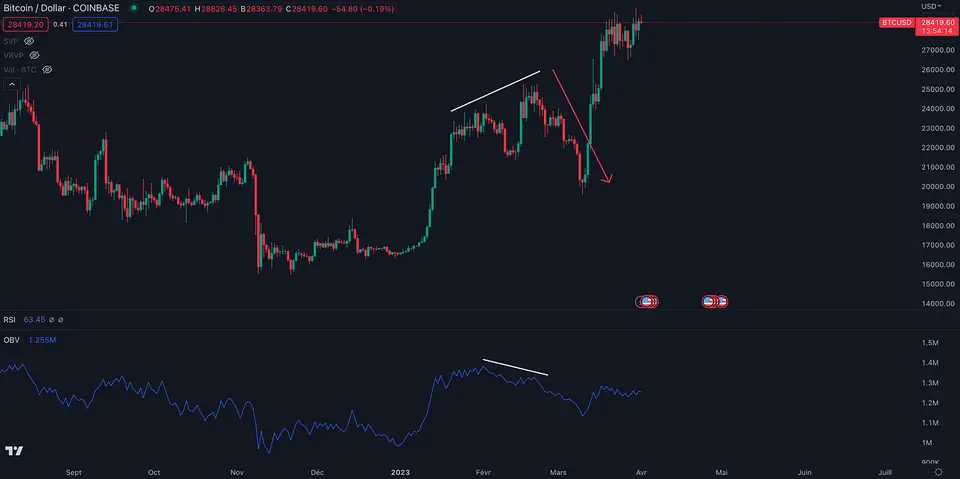 Bitcoin / Dollar · COINBASE O28475.41 H28826.45 B28363.79 C28419.60 −54.80 (−0.19%) USD
28419.20 0.41 28419.61
BTCUSD 28419.60
13:54:14
SVP
VRVP
Vol · BTC
27000.00
26000.00
25000.00
24000.00
23000.00
22000.00
21000.00
20000.00
19000.00
18000.00
17000.00
16000.00
15000.00
14000.00
RSI 63.45 ∅ ∅
OBV 1.255M
1.5M
1.4M
1.3M
1.2M
1.1M
1M
900K
Sept Oct Nov Déc 2023 Févr Mars Avr Mai Juin Juill